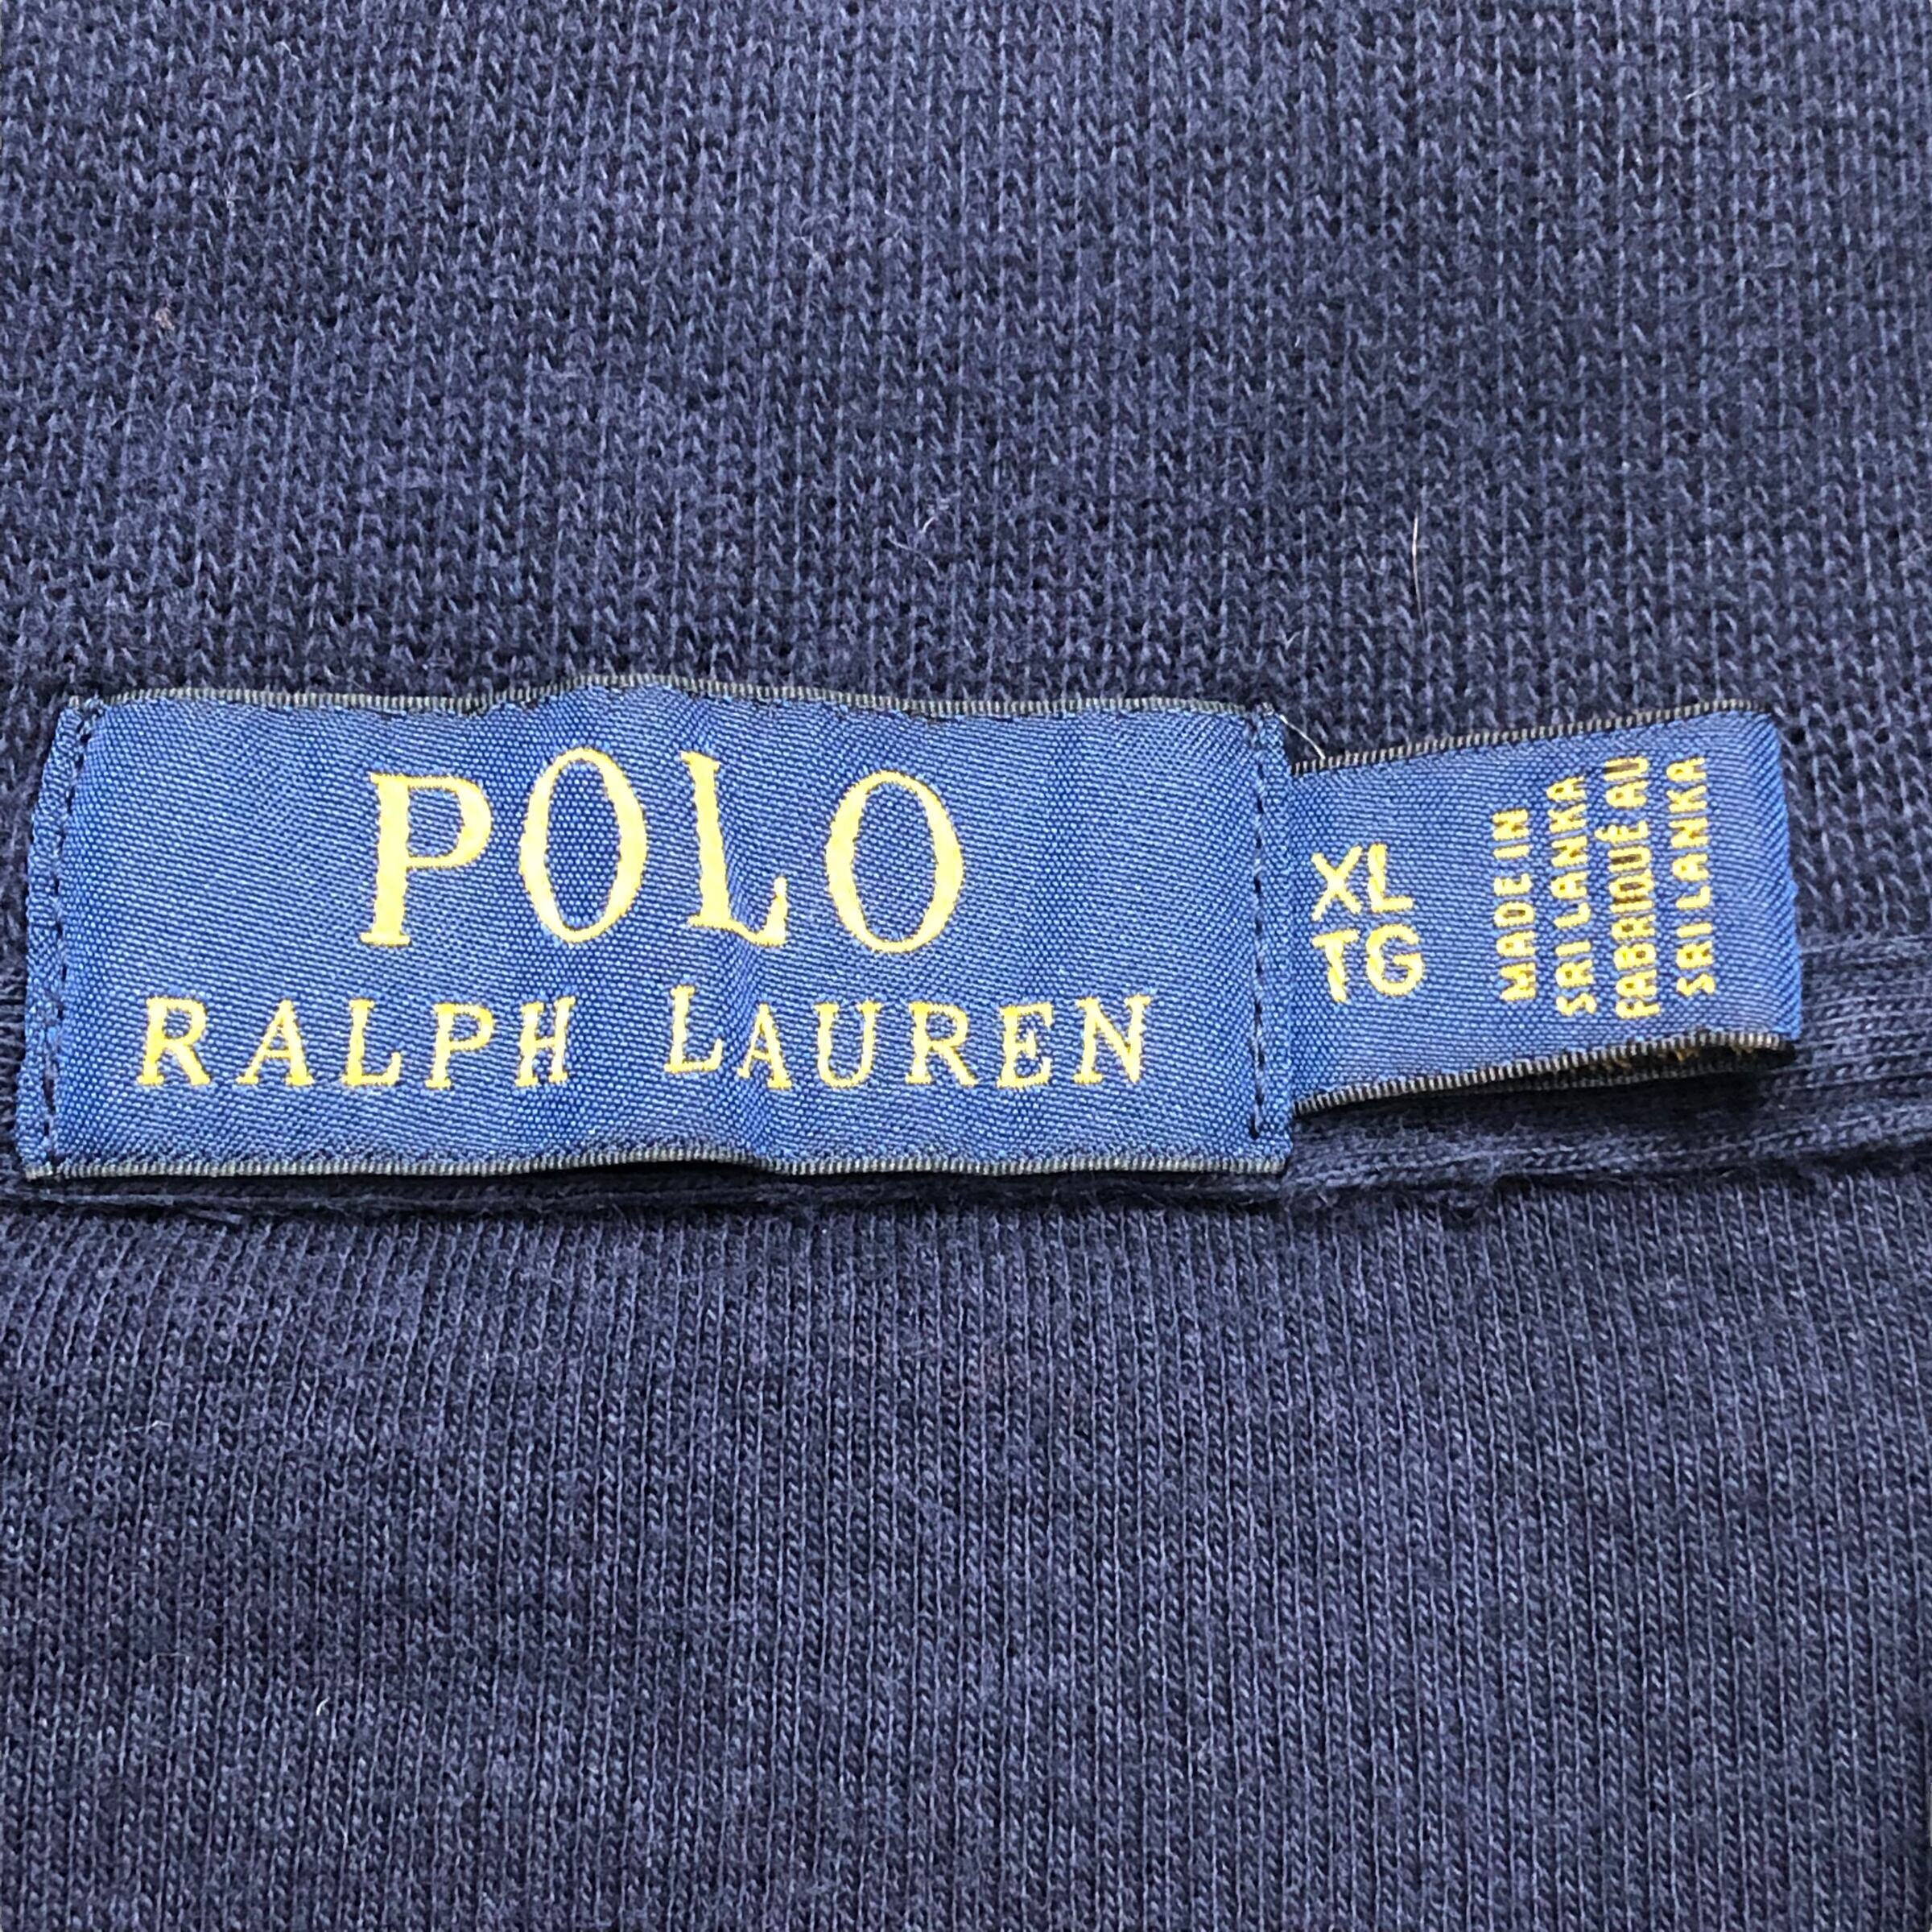 POLO
RALPH LAUREN
XL
TG
MADE IN
SRI LANKA
FABRIQUÉ AU
SRI LANKA